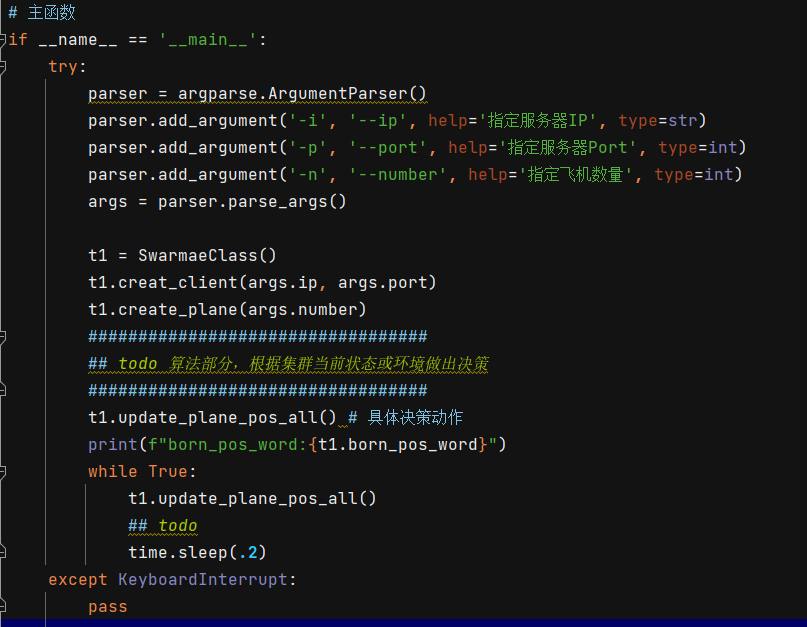 # 主函数
if __name__ == '__main__':
try:
parser = argparse.ArgumentParser()
parser.add_argument('-i', '--ip', help='指定服务器IP', type=str)
parser.add_argument('-p', '--port', help='指定服务器Port', type=int)
parser.add_argument('-n', '--number', help='指定飞机数量', type=int)
args = parser.parse_args()
t1 = SwarmaeClass()
t1.creat_client(args.ip, args.port)
t1.create_plane(args.number)
##################################
## todo 算法部分，根据集群当前状态或环境做出决策
##################################
t1.update_plane_pos_all() # 具体决策动作
print(f"born_pos_word:{t1.born_pos_word}")
while True:
t1.update_plane_pos_all()
## todo
time.sleep(.2)
except KeyboardInterrupt:
pass